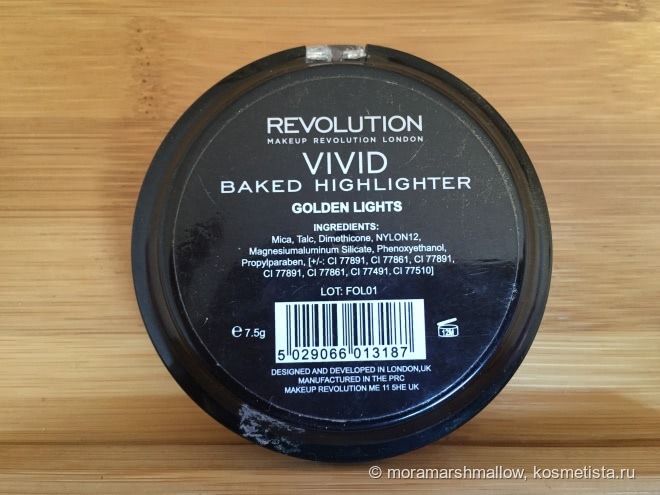 REVOLUTION
MAKEUP REVOLUTION LONDON
VIVID
BAKED HIGHLIGHTER
GOLDEN LIGHTS
INGREDIENTS:
Mica, Talc, Dimethicone, NYLON12,
Magnesiumaluminum Silicate, Phenoxyethanol,
Propylparaben, [+/-: CI 77891, CI 77861, CI 77891,
CI 77891, CI 77861, CI 77491, CI 77510]
LOT: FOL01
℮ 7.5g
12M
5 029066 013187
DESIGNED AND DEVELOPED IN LONDON,UK
MANUFACTURED IN THE PRC
MAKEUP REVOLUTION ME 11 5HE UK
© moramarshmallow, kosmetista.ru